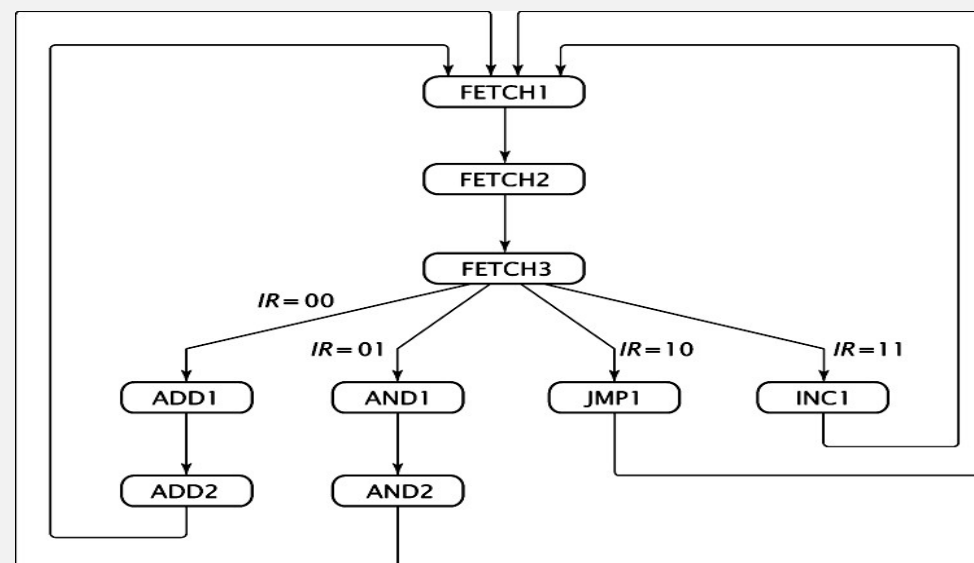 FETCH1
FETCH2
FETCH3
IR=00
IR=01
IR=10
IR=11
ADD1
AND1
JMP1
INC1
ADD2
AND2